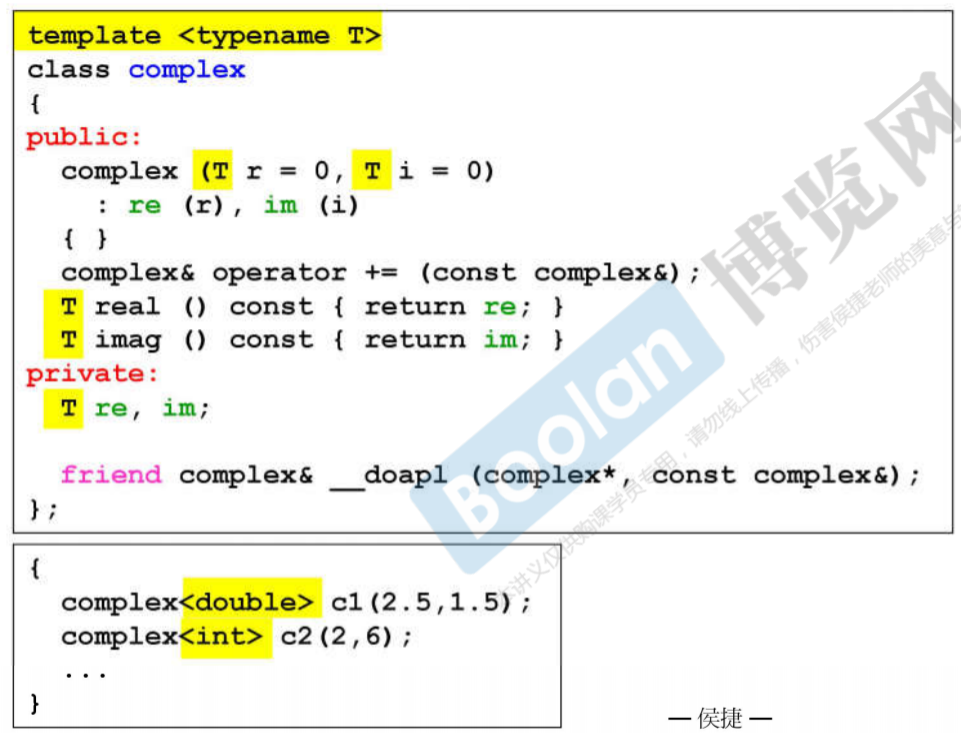 template <typename T>
class complex
{
public:
  complex (T r = 0, T i = 0)
    : re (r), im (i)
  { }
  complex& operator += (const complex&);
  T real () const { return re; }
  T imag () const { return im; }
private:
  T re, im;
  friend complex& __doapl (complex*, const complex&);
};
{
  complex<double> c1(2.5,1.5);
  complex<int> c2(2,6);
  ...
}
— 侯捷 —
Boolan 博览网
本讲义仅供购课学员专用，请勿线上传播，伤害侯捷老师的美意与